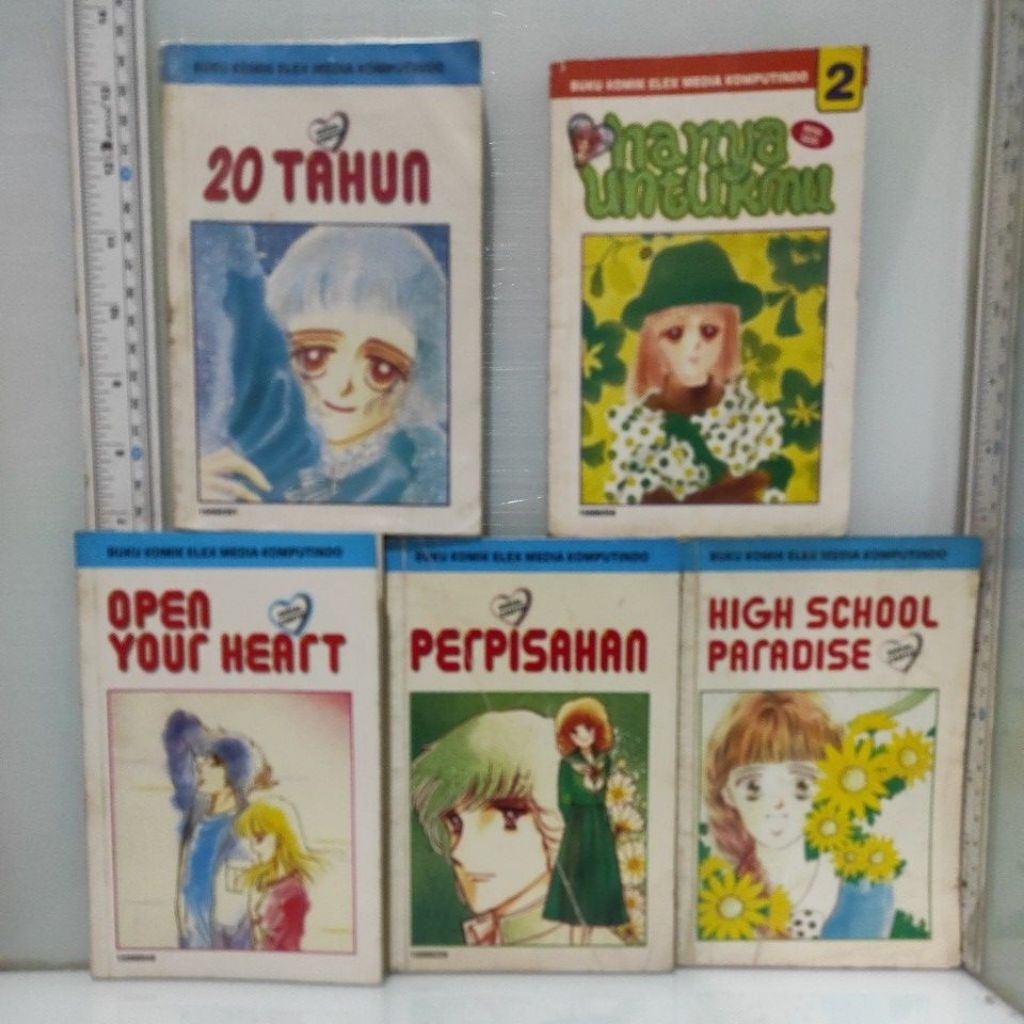 BUKU KOMIK ELEX MEDIA KOMPUTINDO
20 TAHUN
BUKU KOMIK ELEX MEDIA KOMPUTINDO
2
hanya
untukmu
BUKU KOMIK ELEX MEDIA KOMPUTINDO
OPEN
YOUR HEART
BUKU KOMIK ELEX MEDIA KOMPUTINDO
PERPISAHAN
BUKU KOMIK ELEX MEDIA KOMPUTINDO
HIGH SCHOOL
PARADISE